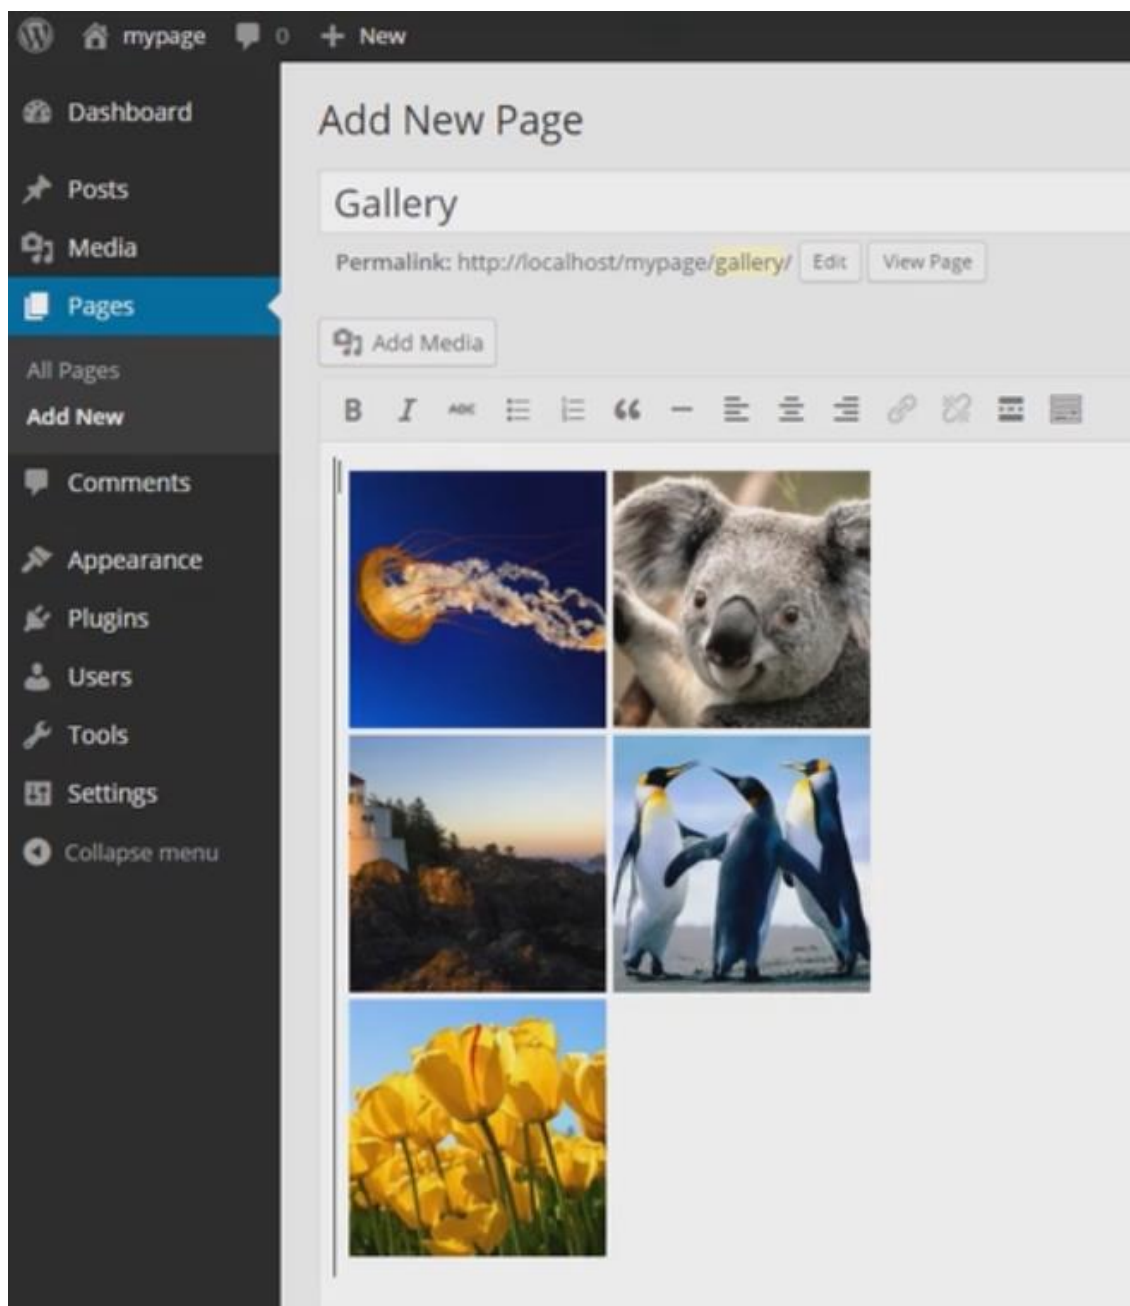 mypage 0 + New
Dashboard
Posts
Media
Pages
All Pages
Add New
Comments
Appearance
Plugins
Users
Tools
Settings
Collapse menu
Add New Page
Gallery
Permalink: http://localhost/mypage/gallery/ Edit View Page
Add Media
B I ABC